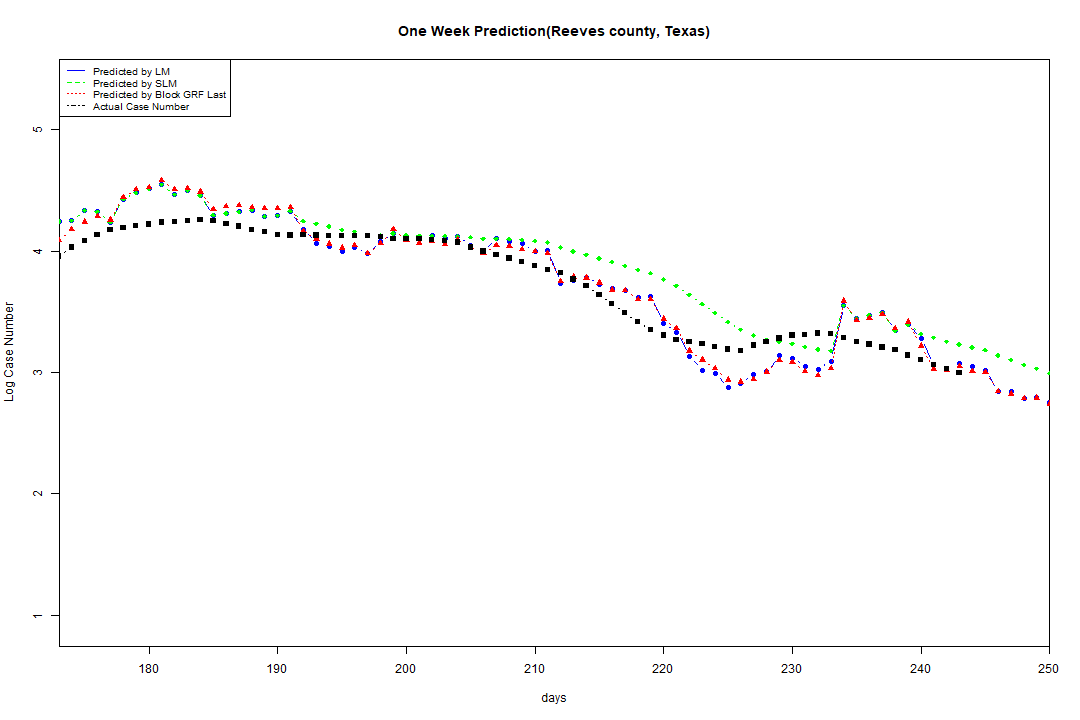 One Week Prediction(Reeves county, Texas)
Predicted by LM
Predicted by SLM
Predicted by Block GRF Last
Actual Case Number
5
4
3
2
1
Log Case Number
180 190 200 210 220 230 240 250
days